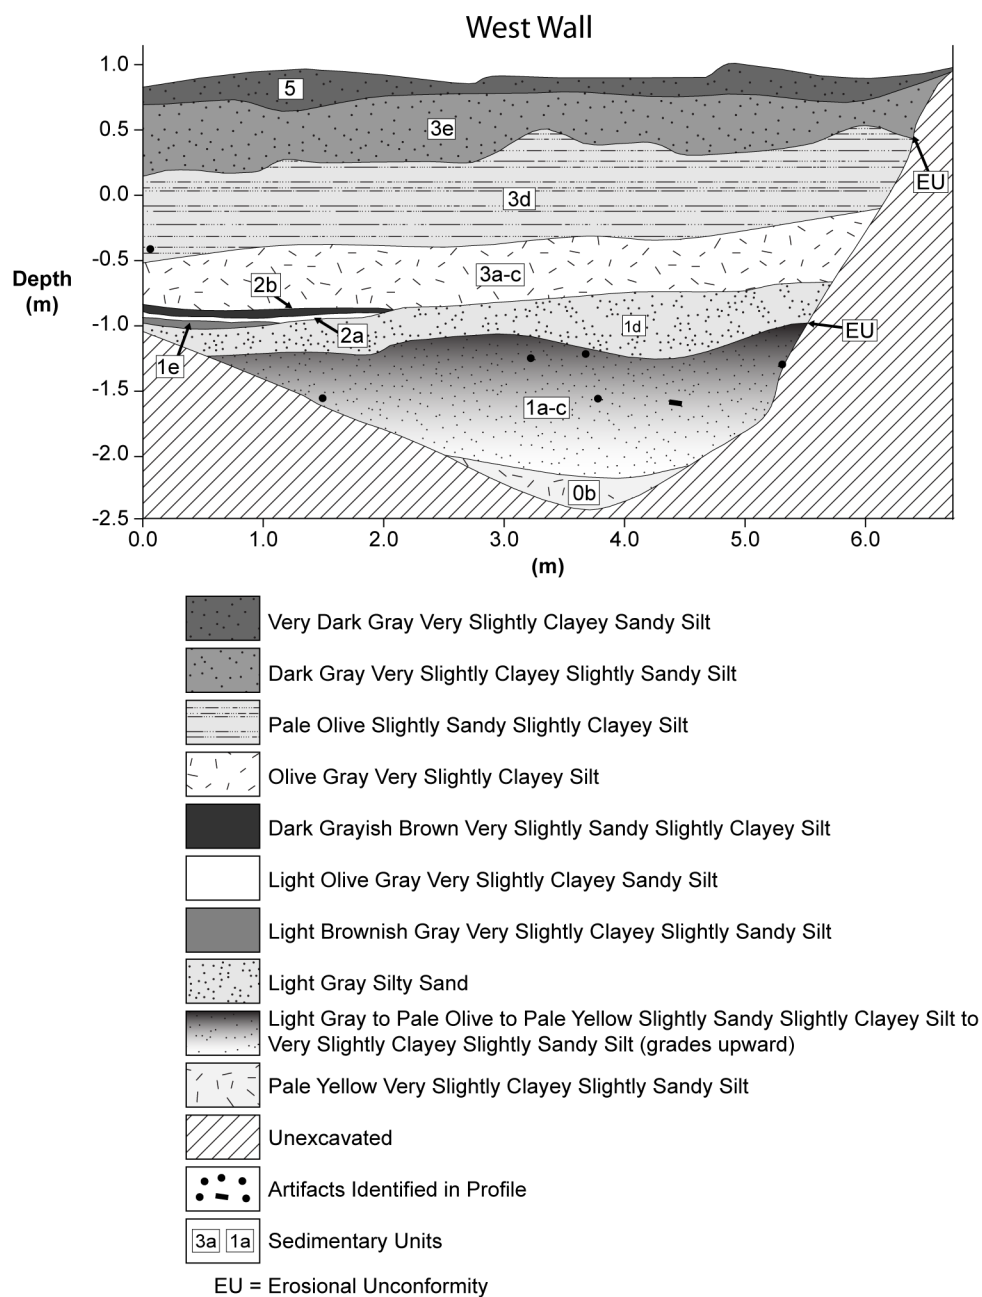 West Wall
1.0
0.5
0.0
-0.5
-1.0
-1.5
-2.0
-2.5
Depth
(m)
5
3e
EU
3d
3a-c
2b
2a
1d
EU
1e
1a-c
0b
0.0 1.0 2.0 3.0 4.0 5.0 6.0
(m)
Very Dark Gray Very Slightly Clayey Sandy Silt
Dark Gray Very Slightly Clayey Slightly Sandy Silt
Pale Olive Slightly Sandy Slightly Clayey Silt
Olive Gray Very Slightly Clayey Silt
Dark Grayish Brown Very Slightly Sandy Slightly Clayey Silt
Light Olive Gray Very Slightly Clayey Sandy Silt
Light Brownish Gray Very Slightly Clayey Slightly Sandy Silt
Light Gray Silty Sand
Light Gray to Pale Olive to Pale Yellow Slightly Sandy Slightly Clayey Silt to
Very Slightly Clayey Slightly Sandy Silt (grades upward)
Pale Yellow Very Slightly Clayey Slightly Sandy Silt
Unexcavated
Artifacts Identified in Profile
3a 1a Sedimentary Units
EU = Erosional Unconformity